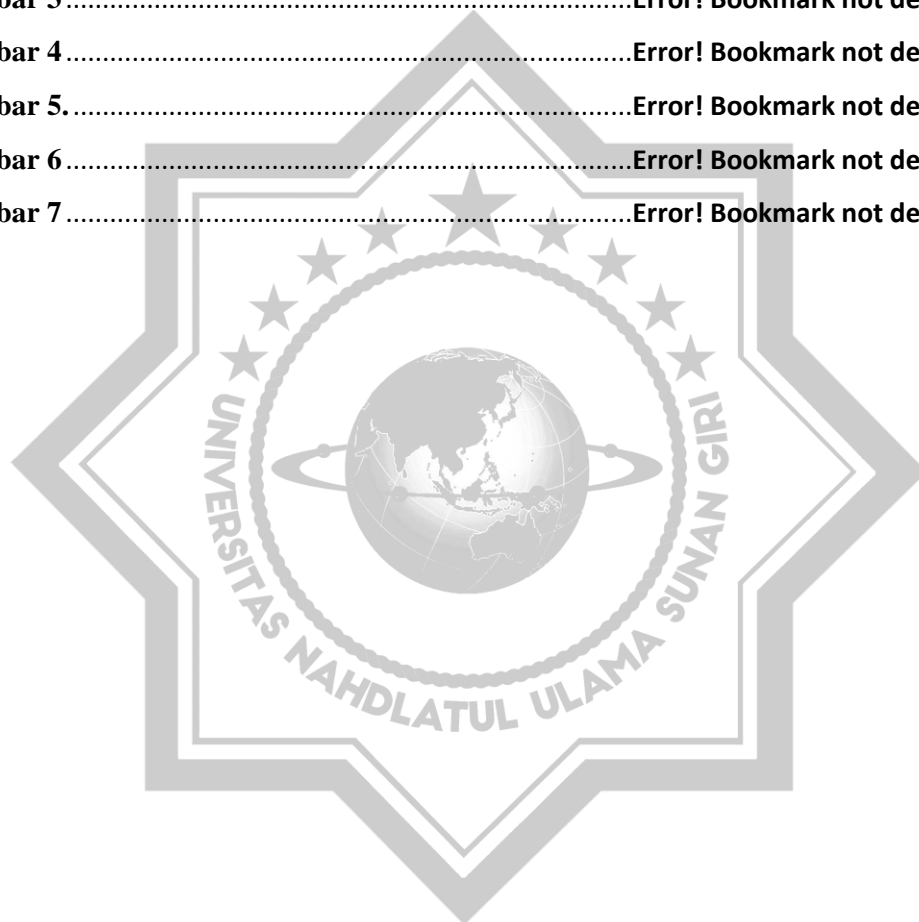 bar 3........................................................................Error! Bookmark not de
bar 4........................................................................Error! Bookmark not de
bar 5........................................................................Error! Bookmark not de
bar 6........................................................................Error! Bookmark not de
bar 7........................................................................Error! Bookmark not de
UNIVERSITAS NAHDLATUL ULAMA SUNAN GIRI